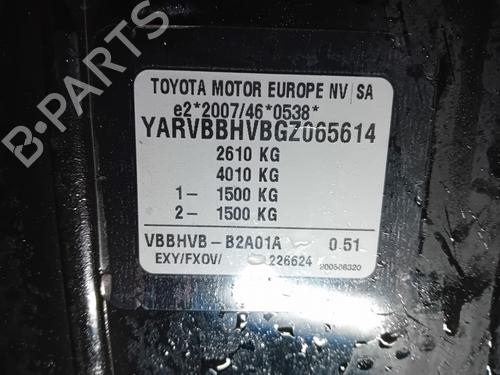 TOYOTA MOTOR EUROPE NV/SA
e2*2007/46*0538*
YARVBBHVBGZ065614
2610 KG
4010 KG
1- 1500 KG
2- 1500 KG
VBBHVB-B2A01A - 0.51
EXY/FXOV/ 226624
200508320
B-PARTS